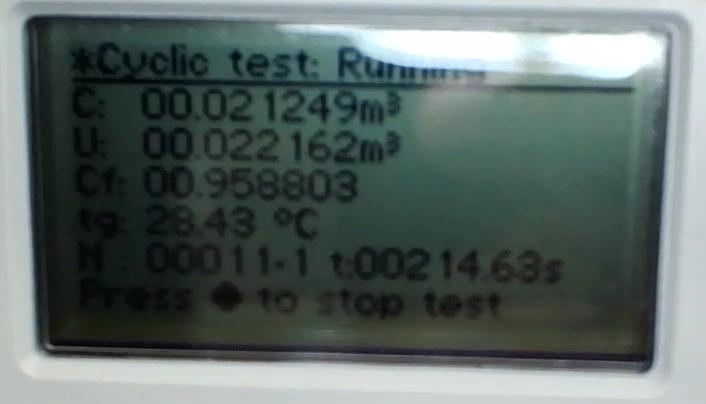 *Cyclic test: Running
C: 00.021249m³
U: 00.022162m³
Cf: 00.958803
tg: 28.43 °C
N : 00011-1 t:00214.63s
Press ◆ to stop test